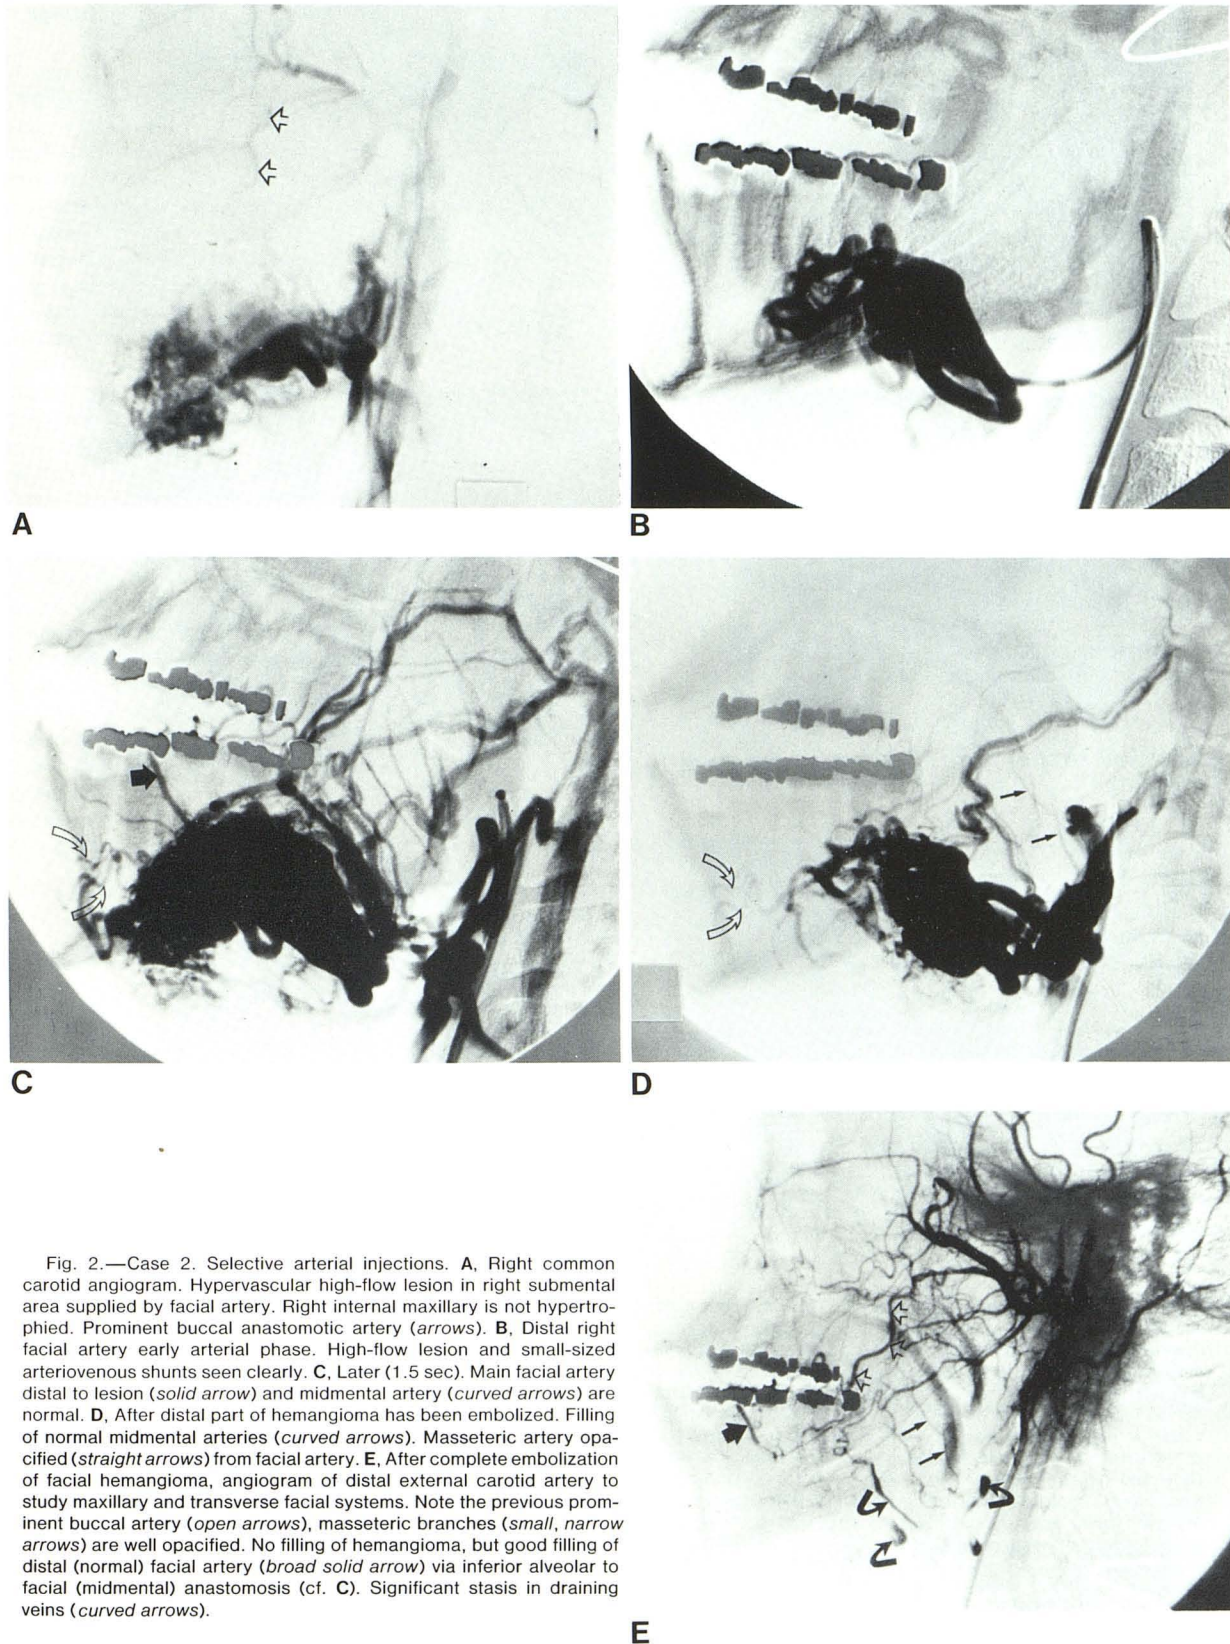 A
B
C
D
Fig. 2.—Case 2. Selective arterial injections. A, Right common
carotid angiogram. Hypervascular high-flow lesion in right submental
area supplied by facial artery. Right internal maxillary is not hypertro-
phied. Prominent buccal anastomotic artery (arrows). B, Distal right
facial artery early arterial phase. High-flow lesion and small-sized
arteriovenous shunts seen clearly. C, Later (1.5 sec). Main facial artery
distal to lesion (solid arrow) and midmental artery (curved arrows) are
normal. D, After distal part of hemangioma has been embolized. Filling
of normal midmental arteries (curved arrows). Masseteric artery opa-
cified (straight arrows) from facial artery. E, After complete embolization
of facial hemangioma, angiogram of distal external carotid artery to
study maxillary and transverse facial systems. Note the previous prom-
inent buccal artery (open arrows), masseteric branches (small, narrow
arrows) are well opacified. No filling of hemangioma, but good filling of
distal (normal) facial artery (broad solid arrow) via inferior alveolar to
facial (midmental) anastomosis (cf. C). Significant stasis in draining
veins (curved arrows).
E